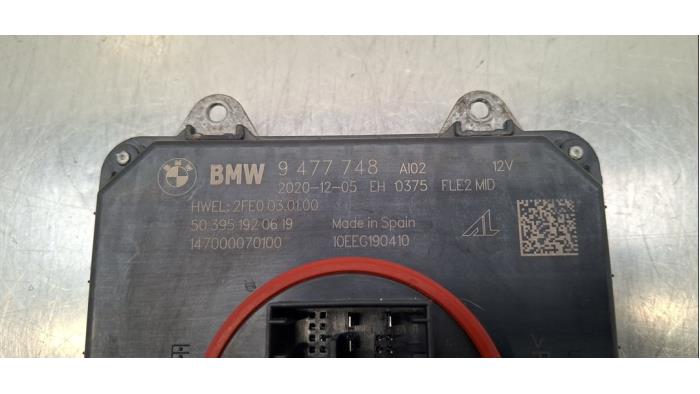 BMW 9 477 748 AI02 12V
2020-12-05 EH 0375 FLE2 MID
HWEL: 2FE0 03.01.00
50 395 192 06 19 Made in Spain AL
147000070100 10EEG190410